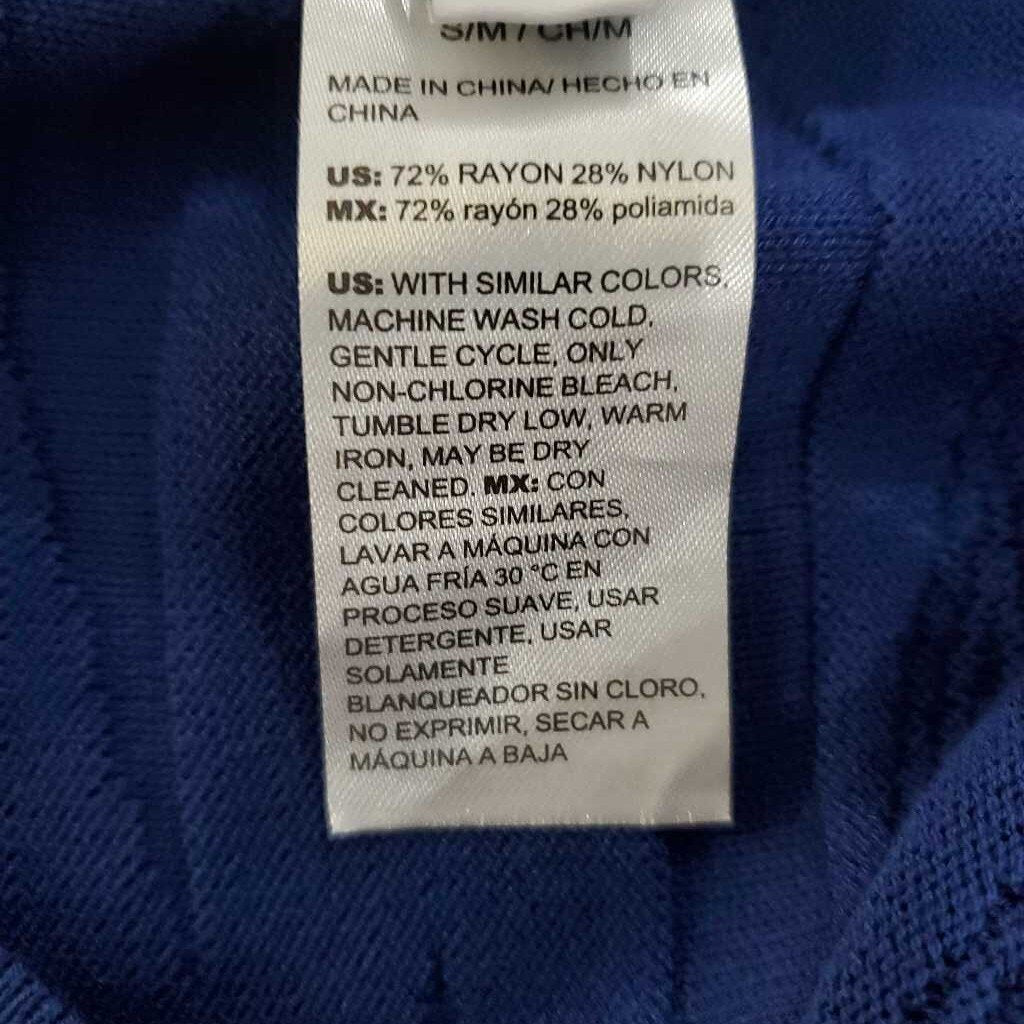 S/M / CH/M
MADE IN CHINA/ HECHO EN
CHINA
US: 72% RAYON 28% NYLON
MX: 72% rayón 28% poliamida
US: WITH SIMILAR COLORS,
MACHINE WASH COLD,
GENTLE CYCLE, ONLY
NON-CHLORINE BLEACH,
TUMBLE DRY LOW, WARM
IRON, MAY BE DRY
CLEANED. MX: CON
COLORES SIMILARES,
LAVAR A MÁQUINA CON
AGUA FRÍA 30 °C EN
PROCESO SUAVE, USAR
DETERGENTE, USAR
SOLAMENTE
BLANQUEADOR SIN CLORO,
NO EXPRIMIR, SECAR A
MÁQUINA A BAJA